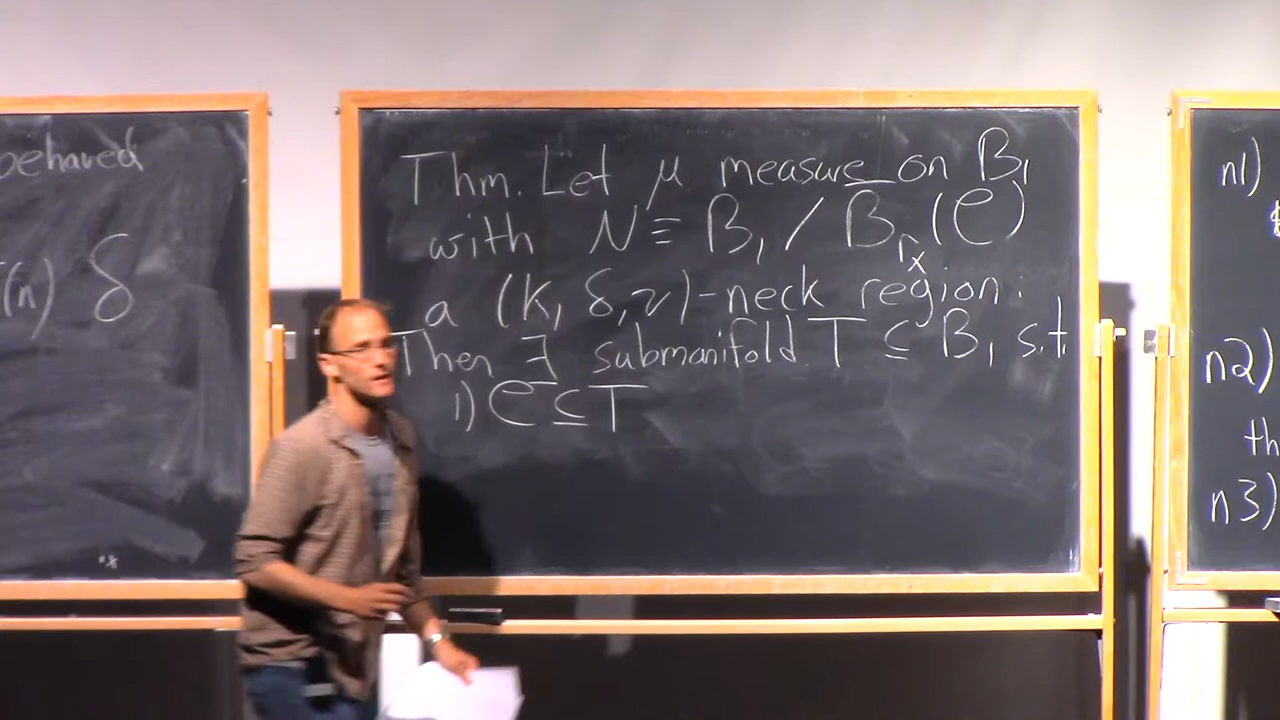 behaved
(n) δ
Thm. Let μ measure on B₁
with N ≡ B₁ / B̅_{r_x}(C)
a (k, δ, τ)-neck region:
Then ∃ submanifold T ⊆ B₁ s.t.
1) C ⊆ T
n1)
n2)
th
n3)